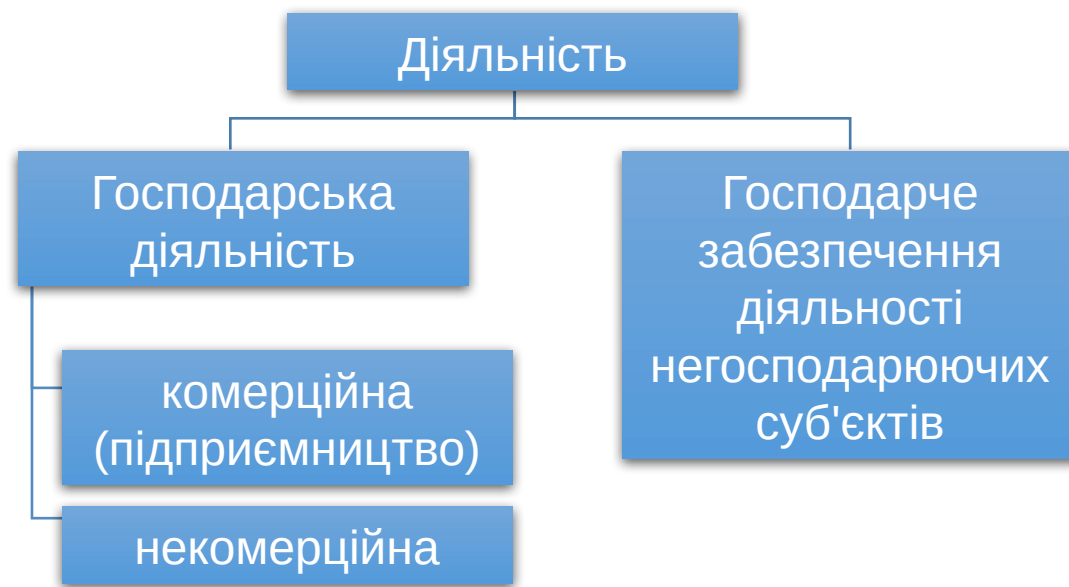 Діяльність
Господарська
діяльність
комерційна
(підприємництво)
некомерційна
Господарче
забезпечення
діяльності
негосподарюючих
суб'єктів